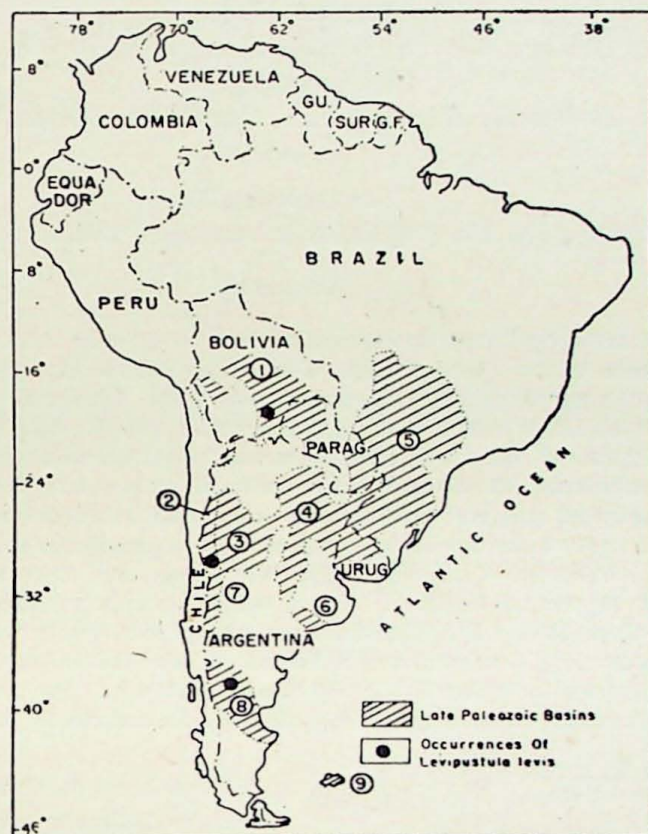 78° 70 62 54 46 38°
8°
VENEZUELA
GU.
SUR.
G.F.
COLOMBIA
0°
EQUA
DOR
BRAZIL
8°
PERU
BOLIVIA
16°
①
PARAG
⑤
24°
②
④
③
URUG
⑦
⑥
32°
CHILE
ARGENTINA
ATLANTIC OCEAN
⑧
40°
Late Paleozoic Basins
Occurrences Of
Levipustula levis
⑨
46°